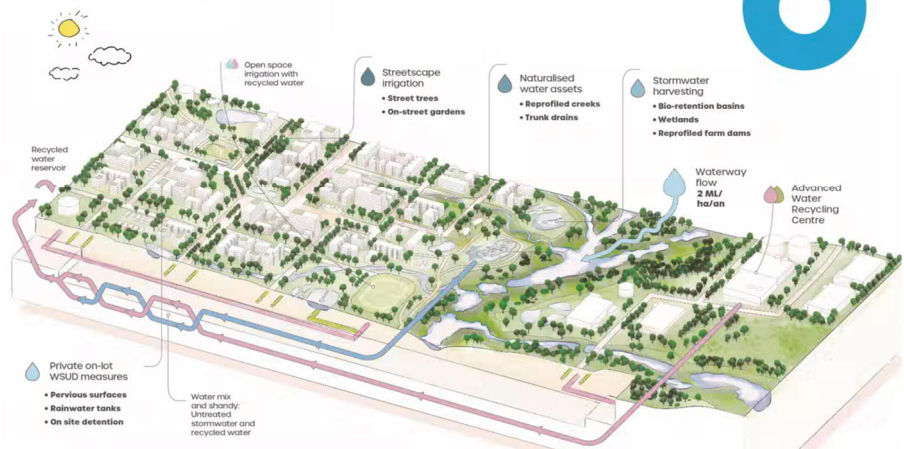 Open space
irrigation with
recycled water
Streetscape
irrigation
• Street trees
• On-street gardens
Naturalised
water assets
• Reprofiled creeks
• Trunk drains
Stormwater
harvesting
• Bio-retention basins
• Wetlands
• Reprofiled farm dams
Recycled
water
reservoir
Waterway
flow
2 ML/
ha/an
Advanced
Water
Recycling
Centre
Private on-lot
WSUD measures
• Pervious surfaces
• Rainwater tanks
• On site detention
Water mix
and shandy:
Untreated
stormwater and
recycled water